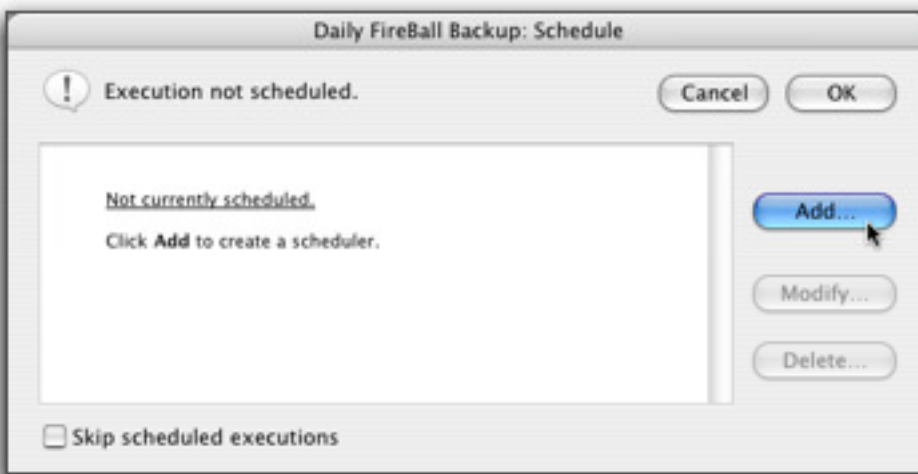 Daily FireBall Backup: Schedule
Execution not scheduled.
Cancel
OK
Not currently scheduled.
Click Add to create a scheduler.
Add...
Modify...
Delete...
Skip scheduled executions